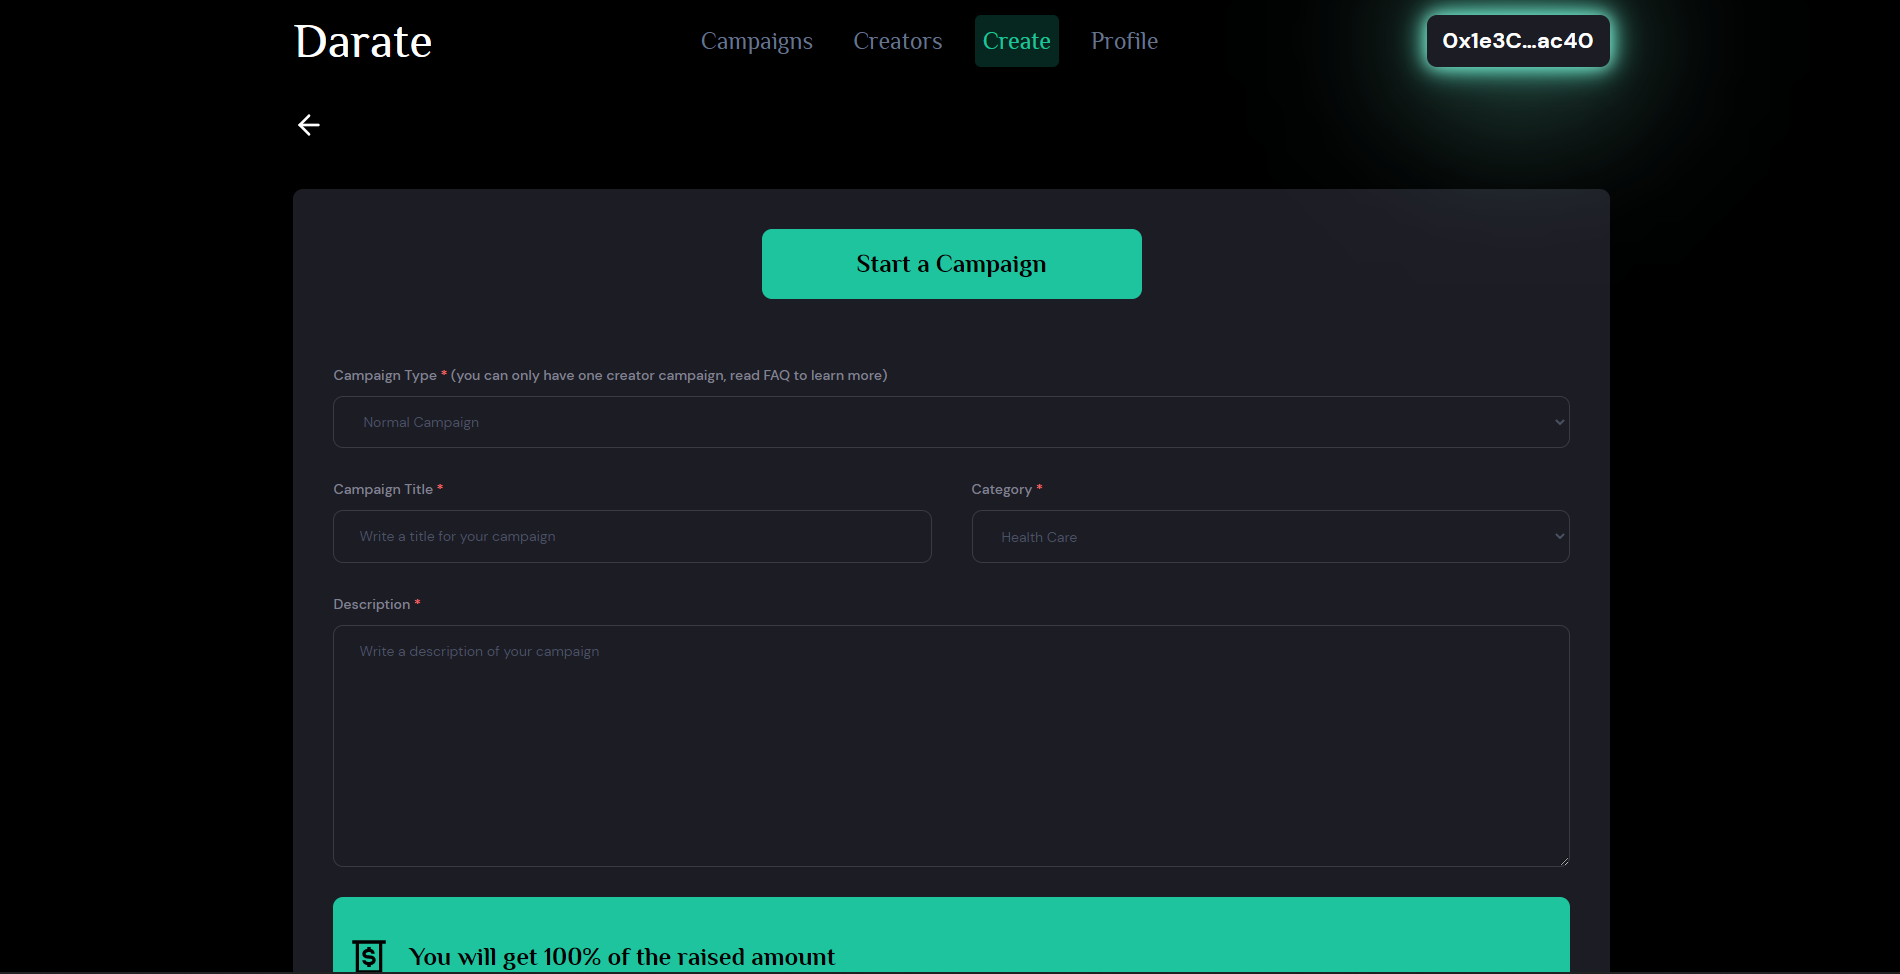 Darate
Campaigns
Creators
Create
Profile
0x1e3C...ac40
Start a Campaign
Campaign Type * (you can only have one creator campaign, read FAQ to learn more)
Normal Campaign
Campaign Title *
Category *
Write a title for your campaign
Health Care
Description *
Write a description of your campaign
$
You will get 100% of the raised amount